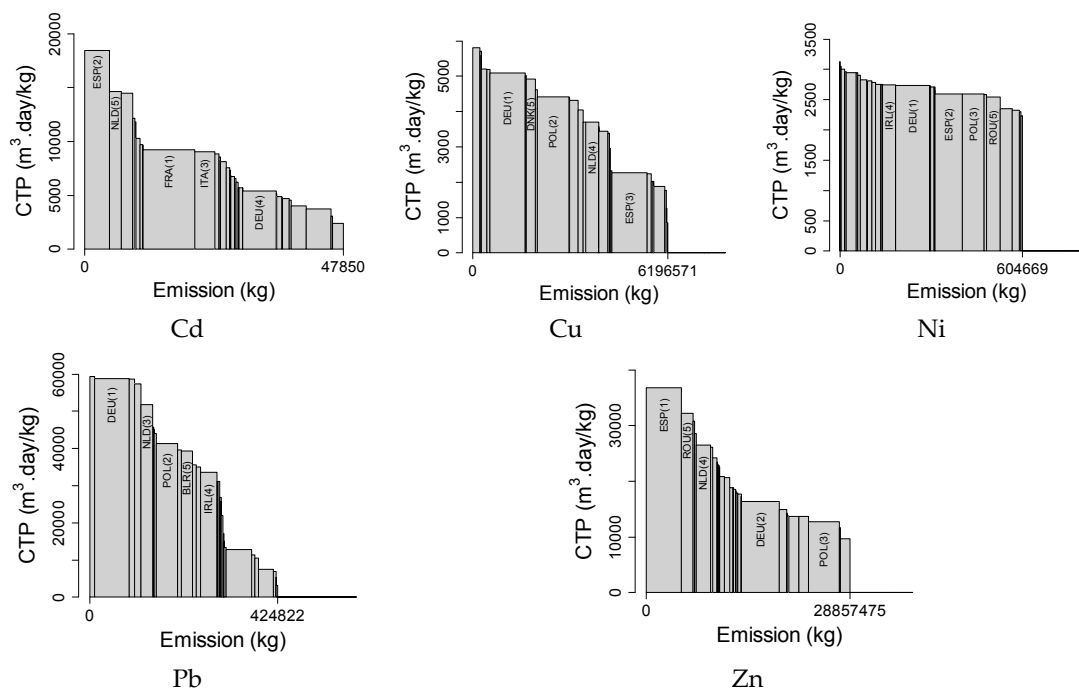 CTP (m³.day/kg)
20000
15000
10000
5000
0
ESP(2)
NLD(5)
FRA(1)
ITA(3)
DEU(4)
0
47850
Emission (kg)
Cd
CTP (m³.day/kg)
5000
3000
1000
0
DEU(1)
DNK(5)
POL(2)
NLD(4)
ESP(3)
0
6196571
Emission (kg)
Cu
CTP (m³.day/kg)
3500
2500
1500
500
0
IRL(4)
DEU(1)
ESP(2)
POL(3)
ROU(5)
0
604669
Emission (kg)
Ni
CTP (m³.day/kg)
60000
40000
20000
0
DEU(1)
NLD(3)
POL(2)
BLR(5)
IRL(4)
0
424822
Emission (kg)
Pb
CTP (m³.day/kg)
30000
10000
0
ESP(1)
ROU(5)
NLD(4)
DEU(2)
POL(3)
0
28857475
Emission (kg)
Zn